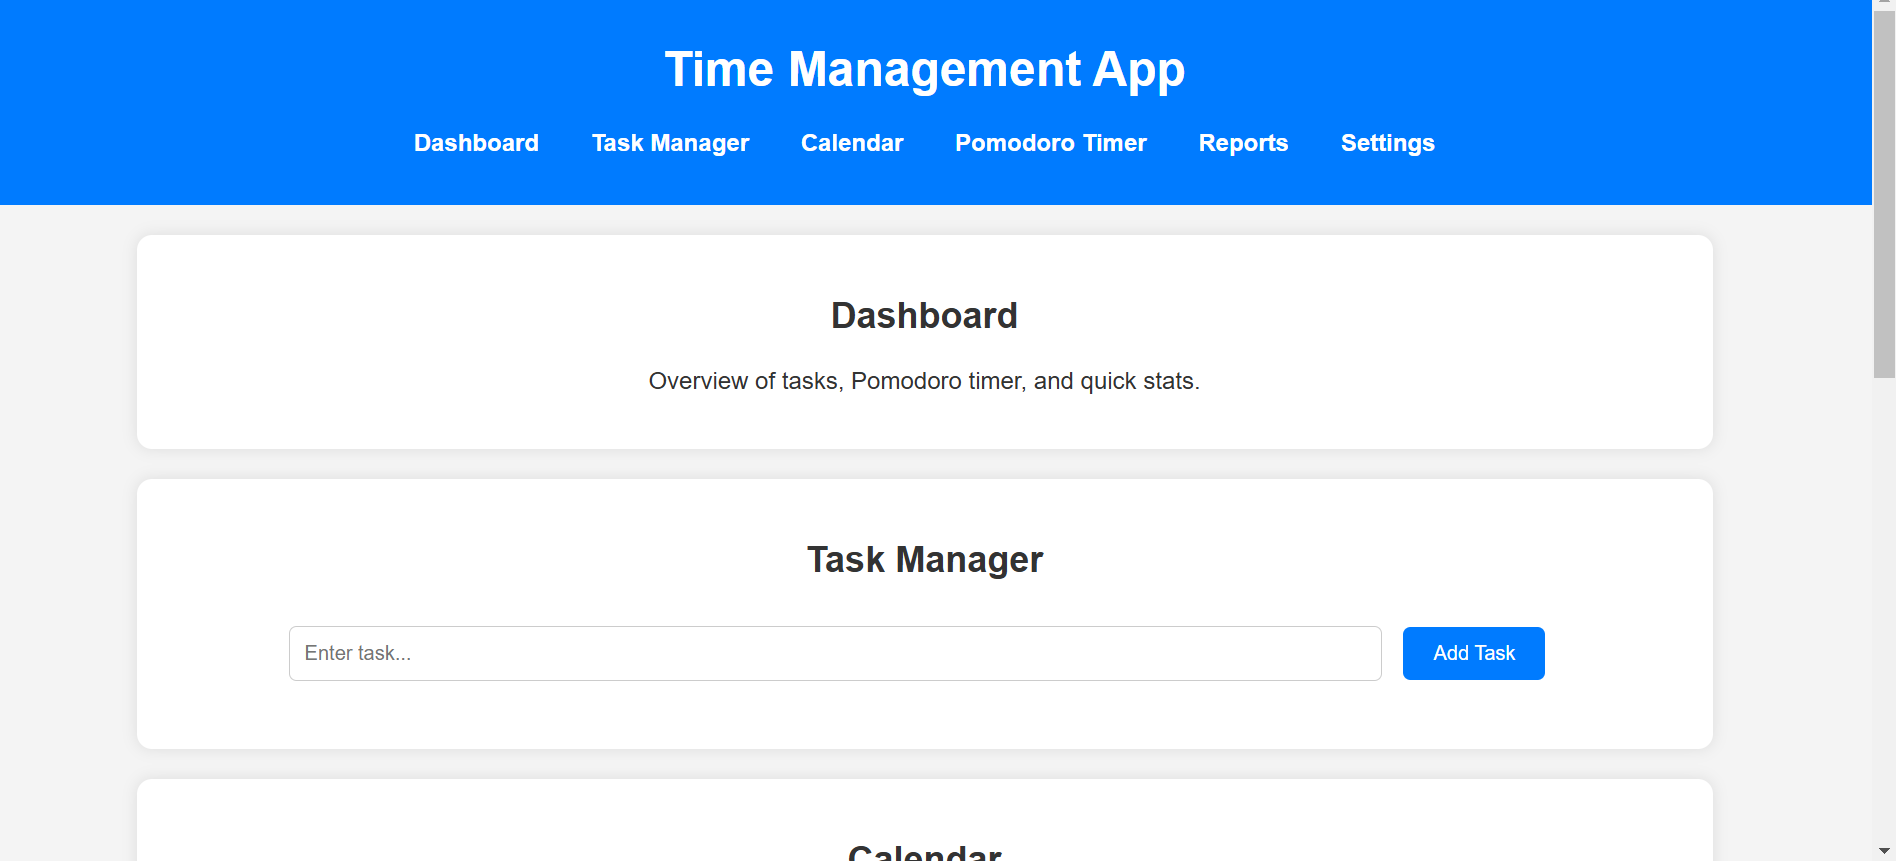 Time Management App
Dashboard Task Manager Calendar Pomodoro Timer Reports Settings
Dashboard
Overview of tasks, Pomodoro timer, and quick stats.
Task Manager
Enter task... Add Task
Calendar